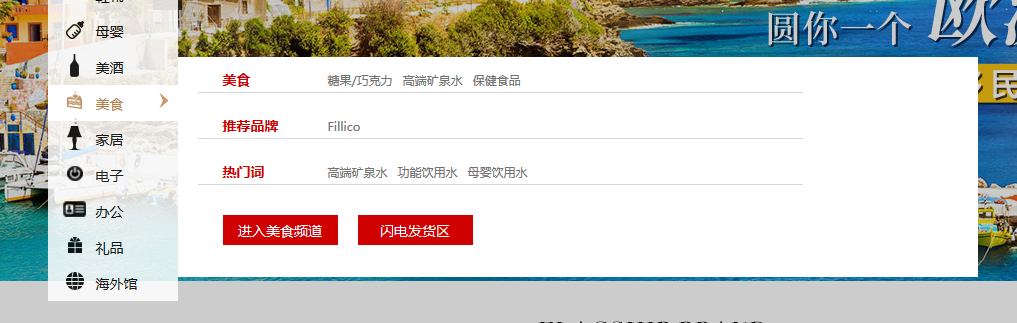 母婴
美酒
美食
家居
电子
办公
礼品
海外馆
圆你一个
美食 糖果/巧克力 高端矿泉水 保健食品
推荐品牌 Fillico
热门词 高端矿泉水 功能饮用水 母婴饮用水
进入美食频道 闪电发货区